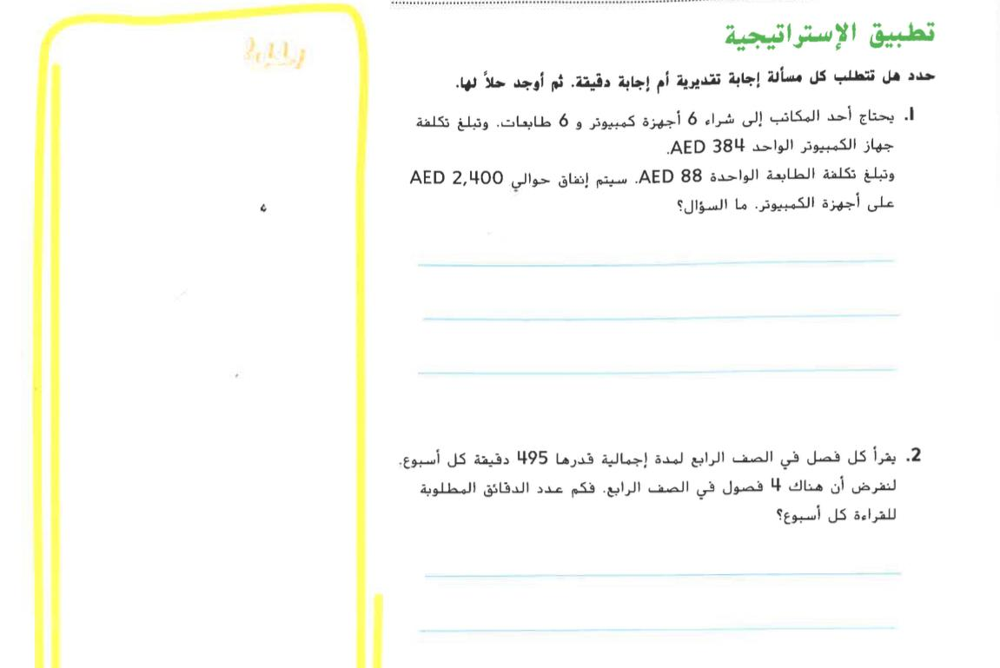 تطبيق الإستراتيجية
حدد هل تتطلب كل مسألة إجابة تقديرية أم إجابة دقيقة. ثم أوجد حلاً لها.
1. يحتاج أحد المكاتب إلى شراء 6 أجهزة كمبيوتر و 6 طابعات. وتبلغ تكلفة
جهاز الكمبيوتر الواحد AED 384.
وتبلغ تكلفة الطابعة الواحدة AED 88. سيتم إنفاق حوالي AED 2,400
على أجهزة الكمبيوتر. ما السؤال؟
2. يقرأ كل فصل في الصف الرابع لمدة إجمالية قدرها 495 دقيقة كل أسبوع.
لنفرض أن هناك 4 فصول في الصف الرابع. فكم عدد الدقائق المطلوبة
للقراءة كل أسبوع؟